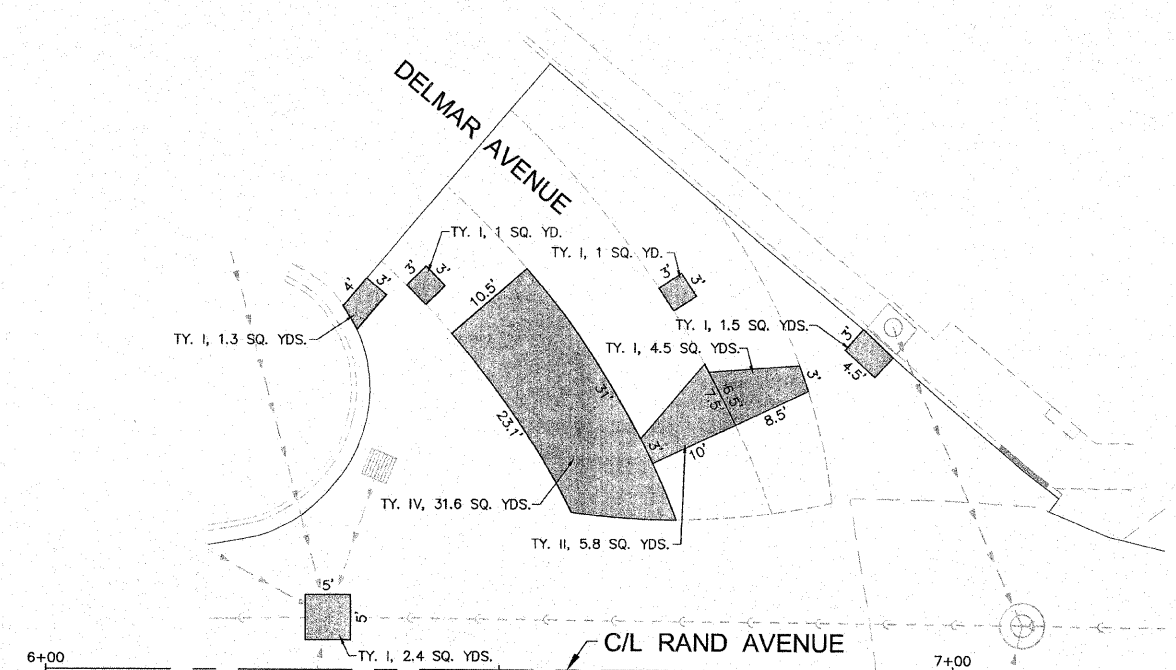 DELMAR AVENUE
TY. I, 1 SQ. YD.
TY. I, 1 SQ. YD.
3'
3'
3'
3'
4'
3'
10.5'
TY. I, 1.5 SQ. YDS.
3'
TY. I, 1.3 SQ. YDS.
TY. I, 4.5 SQ. YDS.
4.5'
31'
6.5'
7.5'
3'
8.5'
23.1'
3'
10'
TY. IV, 31.6 SQ. YDS.
TY. II, 5.8 SQ. YDS.
5'
5'
C/L RAND AVENUE
TY. I, 2.4 SQ. YDS.
6+00
7+00